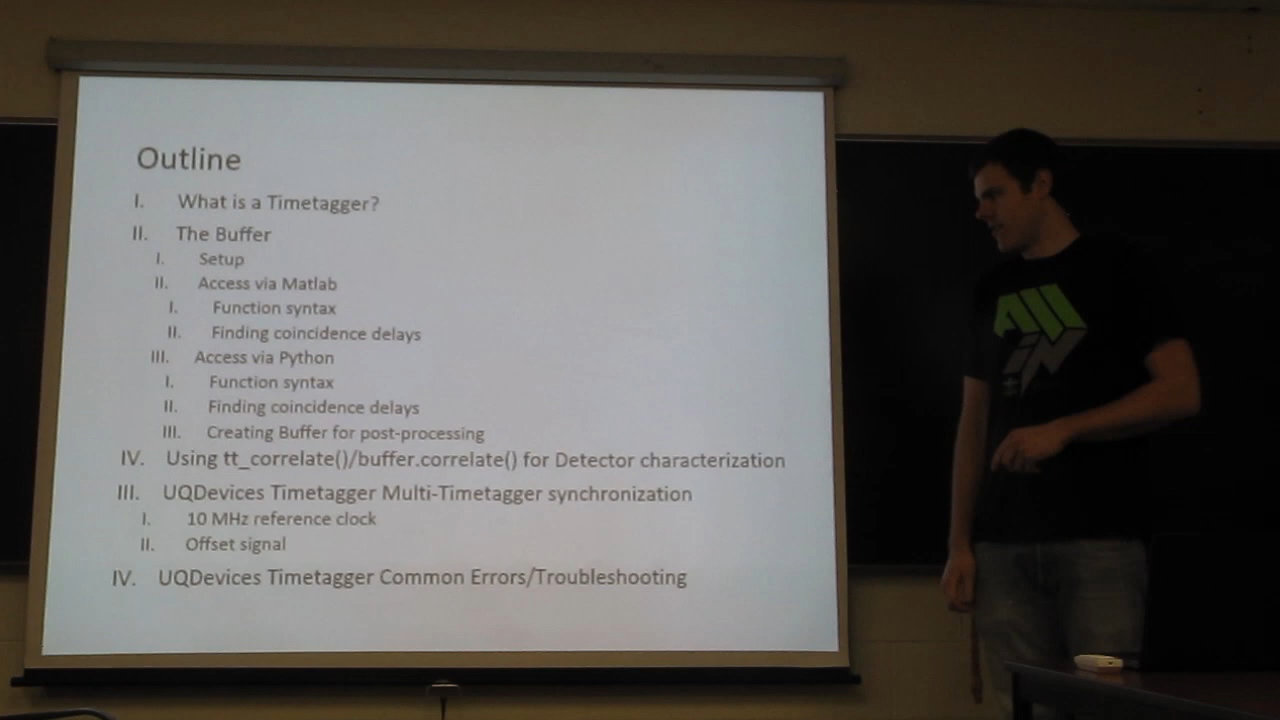 Outline
I. What is a Timetagger?
II. The Buffer
I. Setup
II. Access via Matlab
I. Function syntax
II. Finding coincidence delays
III. Access via Python
I. Function syntax
II. Finding coincidence delays
III. Creating Buffer for post-processing
IV. Using tt_correlate()/buffer.correlate() for Detector characterization
III. UQDevices Timetagger Multi-Timetagger synchronization
I. 10 MHz reference clock
II. Offset signal
IV. UQDevices Timetagger Common Errors/Troubleshooting
All
iN